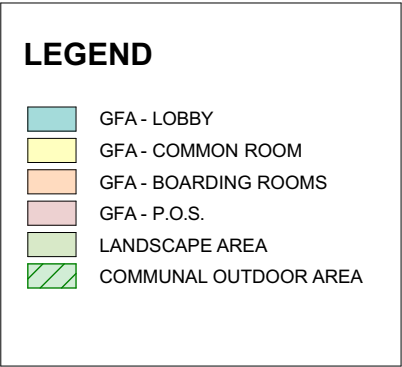 LEGEND
GFA - LOBBY
GFA - COMMON ROOM
GFA - BOARDING ROOMS
GFA - P.O.S.
LANDSCAPE AREA
COMMUNAL OUTDOOR AREA